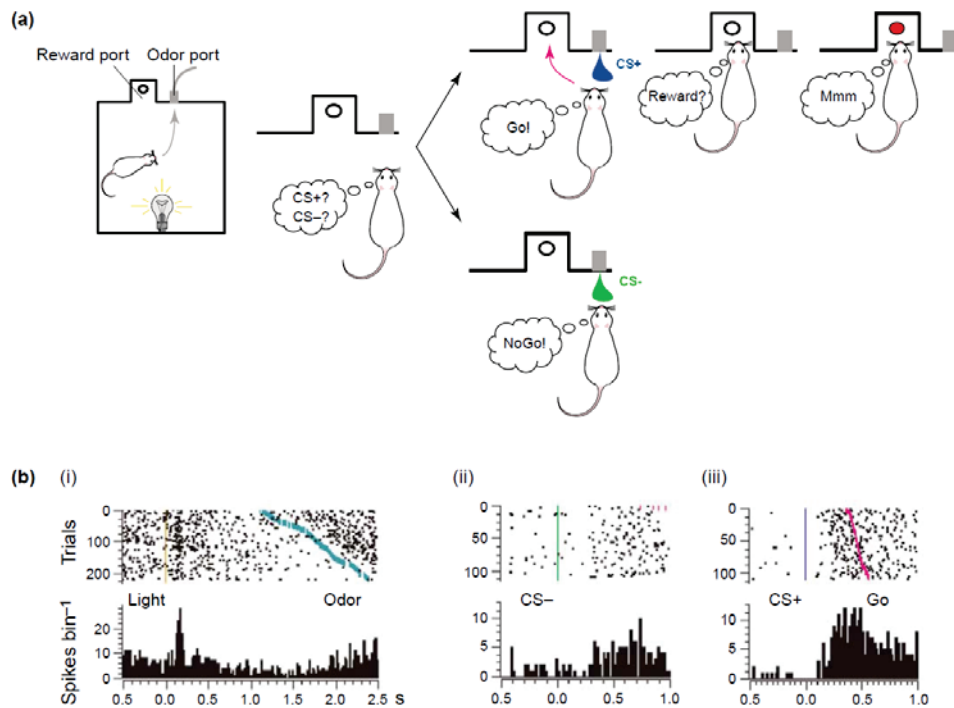 (a)
Reward port Odor port
CS+?
CS–?
Go!
CS+
Reward?
Mmm
NoGo!
CS-
(b) (i) (ii) (iii)
Trials
0
100
200
0
50
100
0
50
100
Light Odor
CS–
CS+ Go
Spikes bin–1
20
10
0
10
5
0
10
5
0
0.5 0.0 0.5 1.0 1.5 2.0 2.5 s
0.5 0.0 0.5 1.0
0.5 0.0 0.5 1.0